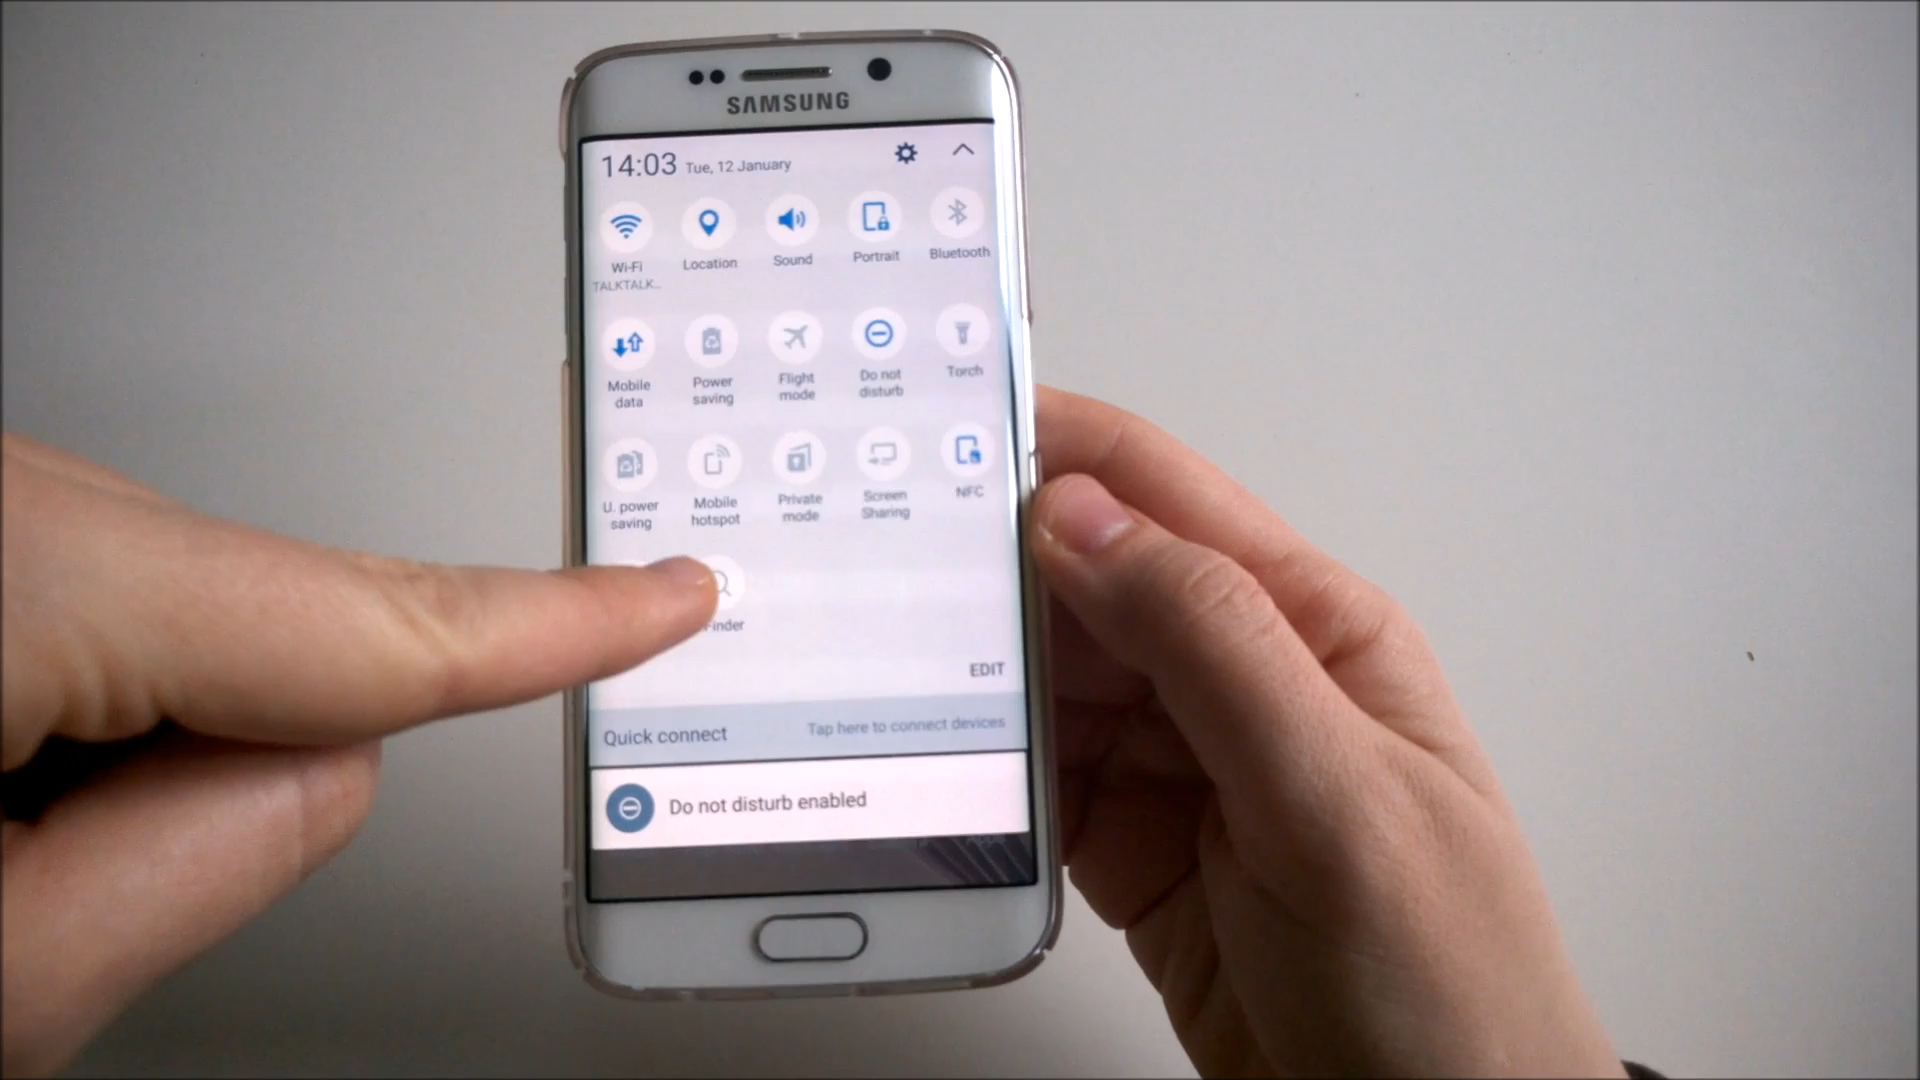 SAMSUNG
14:03 Tue, 12 January
Wi-Fi Location Sound Portrait Bluetooth
TALKTALK...
Mobile data Power saving Flight mode Do not disturb Torch
U. power saving Mobile hotspot Private mode Screen Sharing NFC
Finder
EDIT
Quick connect Tap here to connect devices
Do not disturb enabled